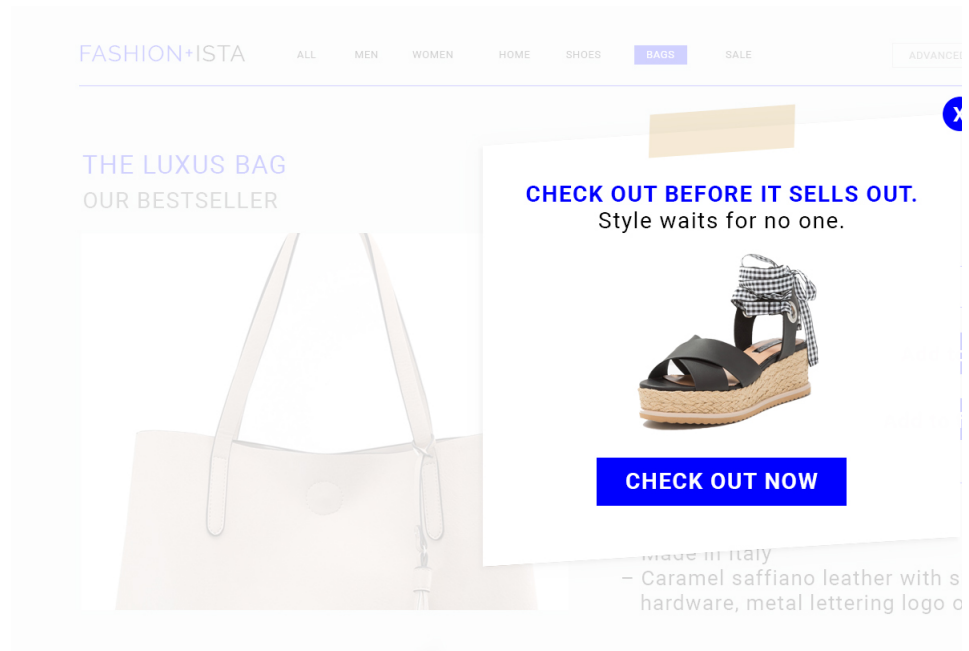 FASHION+ISTA
ALL MEN WOMEN HOME SHOES BAGS SALE ADVANCED
X
THE LUXUS BAG
OUR BESTSELLER
CHECK OUT BEFORE IT SELLS OUT.
Style waits for no one.
CHECK OUT NOW
Made in Italy
– Caramel saffiano leather with s
hardware, metal lettering logo o